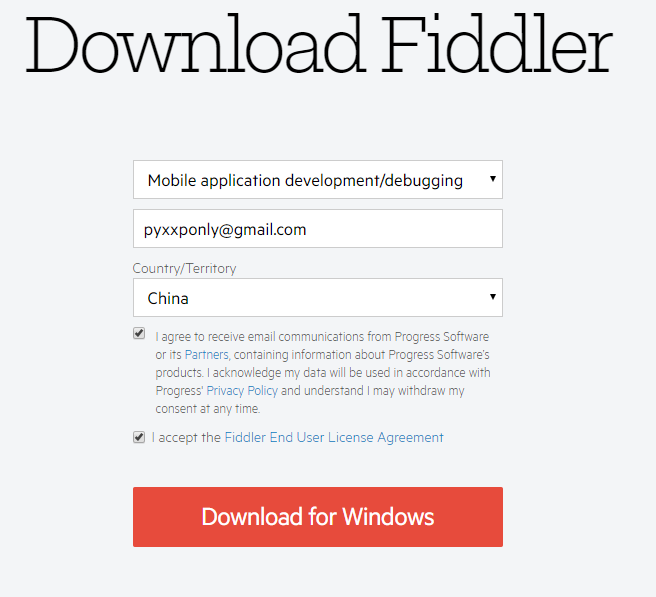 Download Fiddler
Mobile application development/debugging
pyxxponly@gmail.com
Country/Territory
China
I agree to receive email communications from Progress Software
or its Partners, containing information about Progress Software's
products. I acknowledge my data will be used in accordance with
Progress' Privacy Policy and understand I may withdraw my
consent at any time.
I accept the Fiddler End User License Agreement
Download for Windows